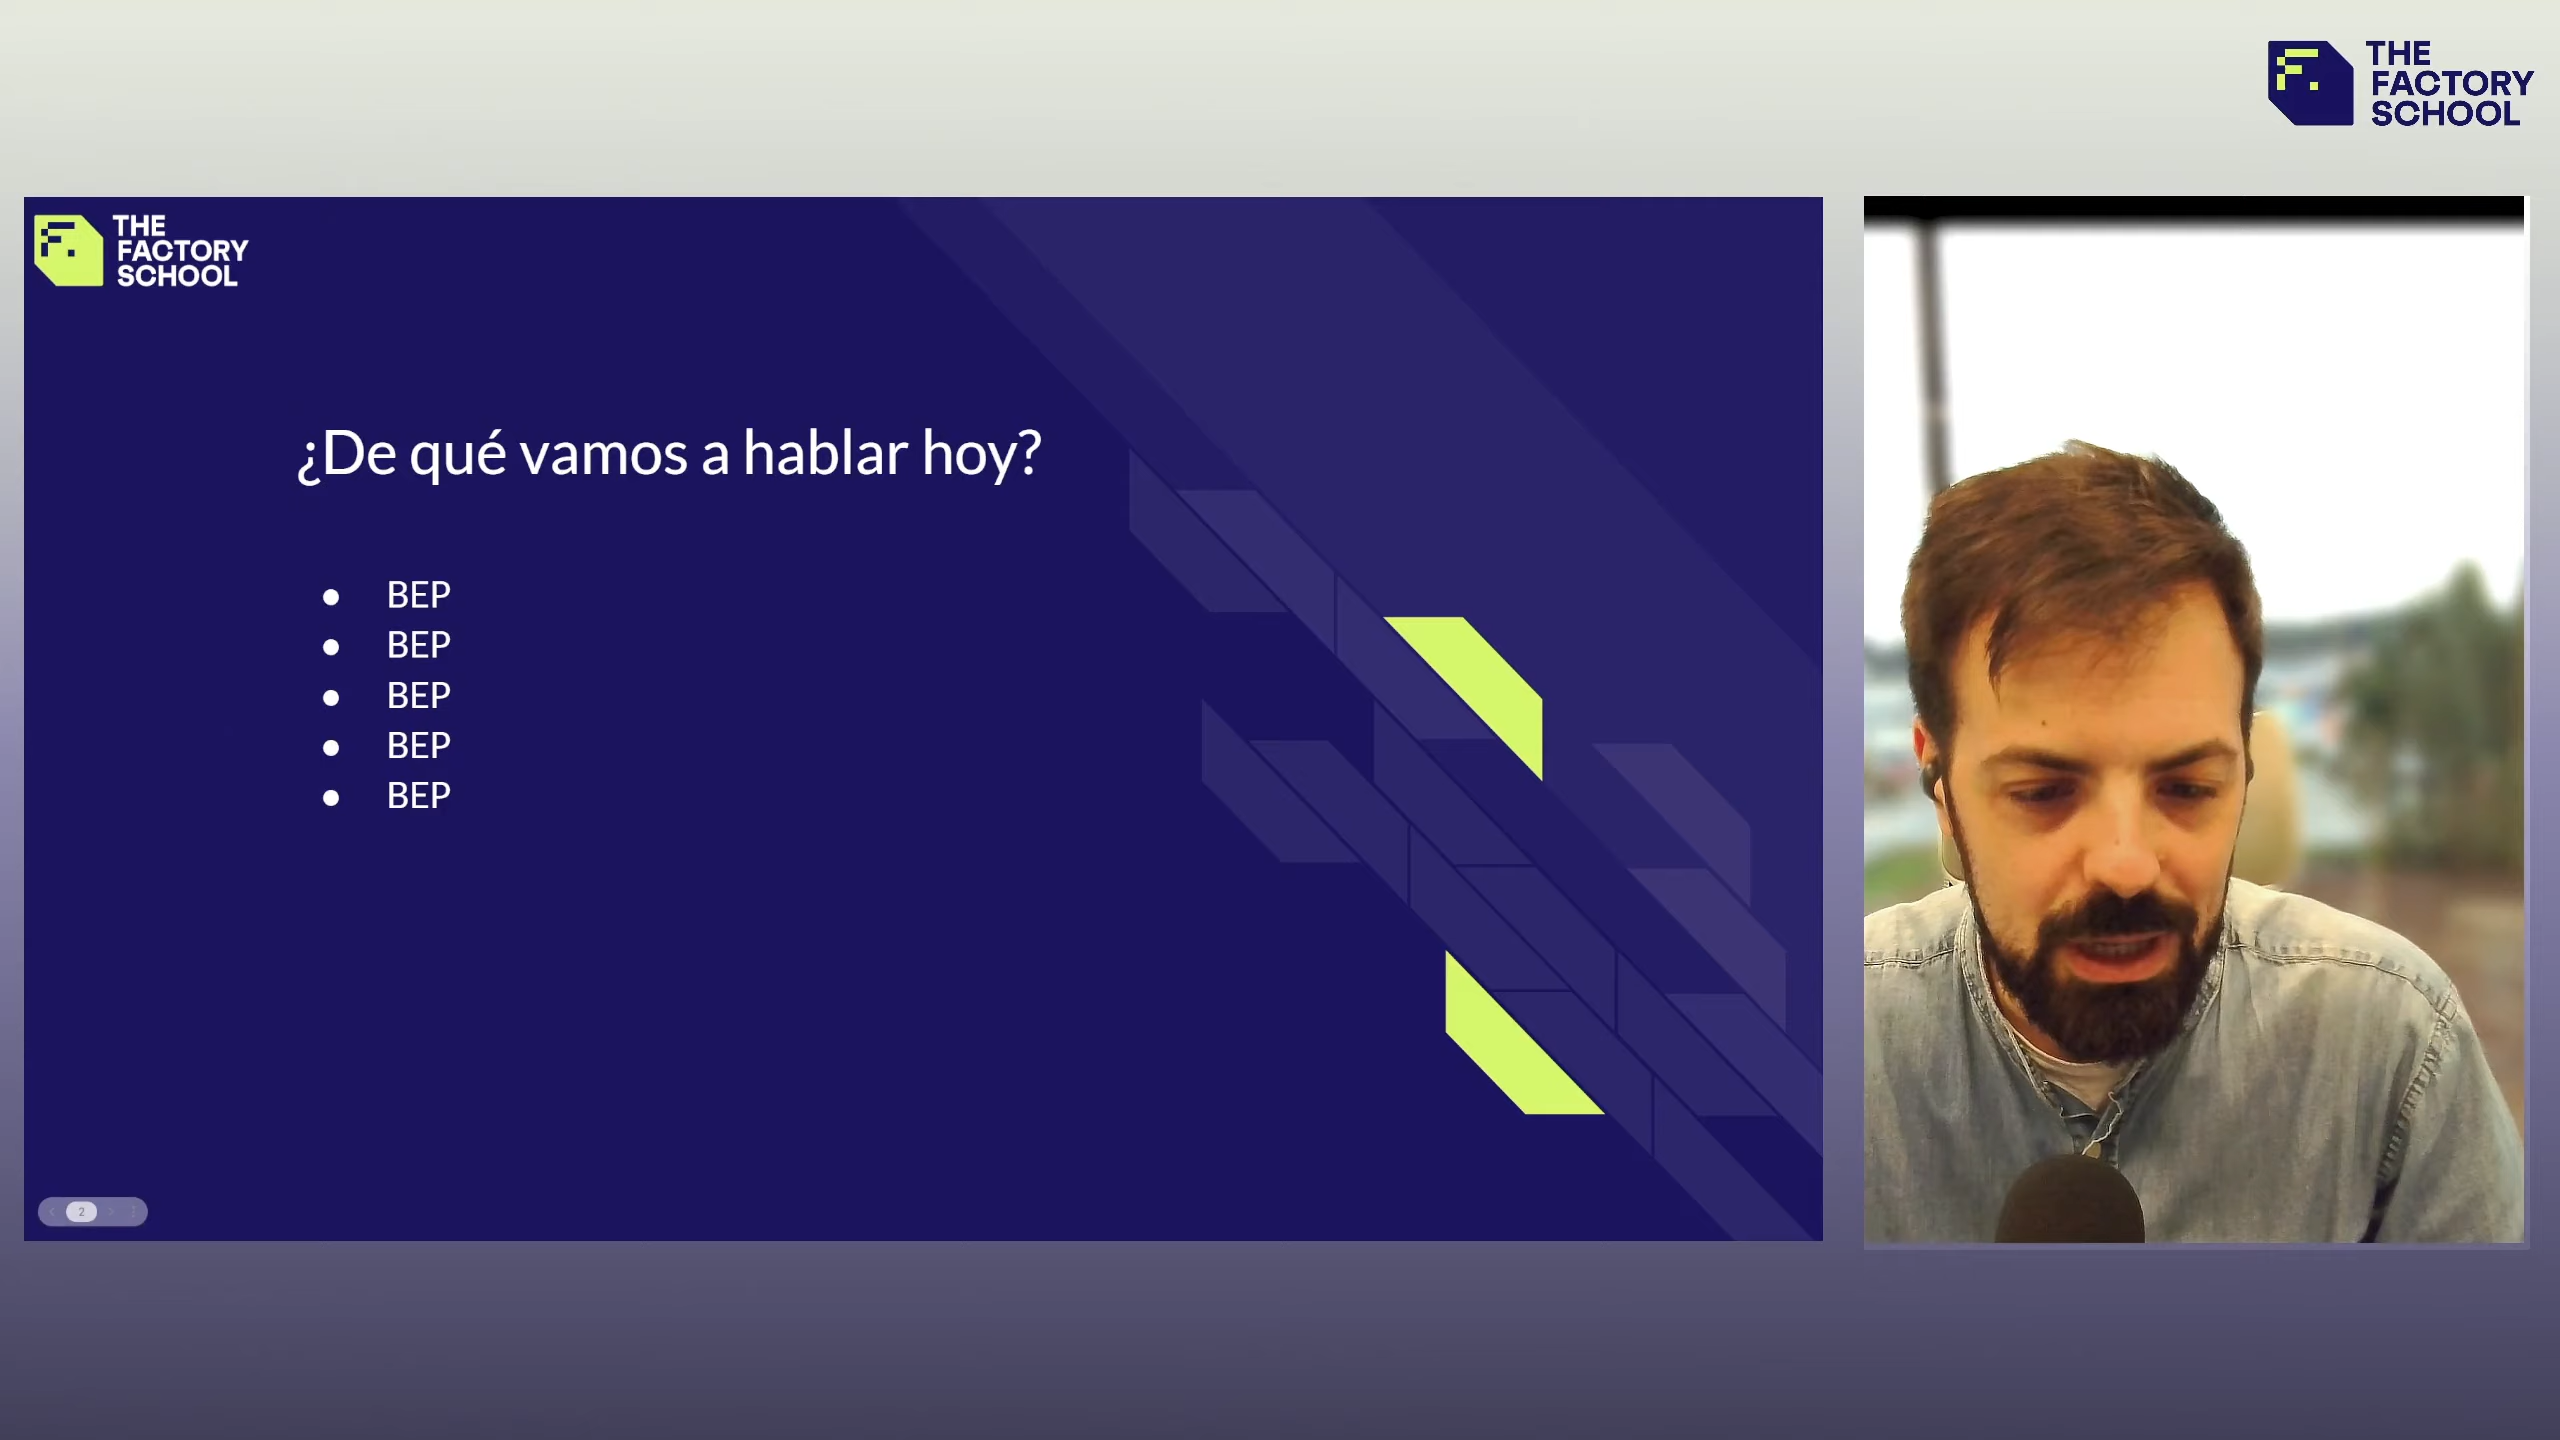 THE
FACTORY
SCHOOL
THE
FACTORY
SCHOOL
¿De qué vamos a hablar hoy?
● BEP
● BEP
● BEP
● BEP
● BEP
2